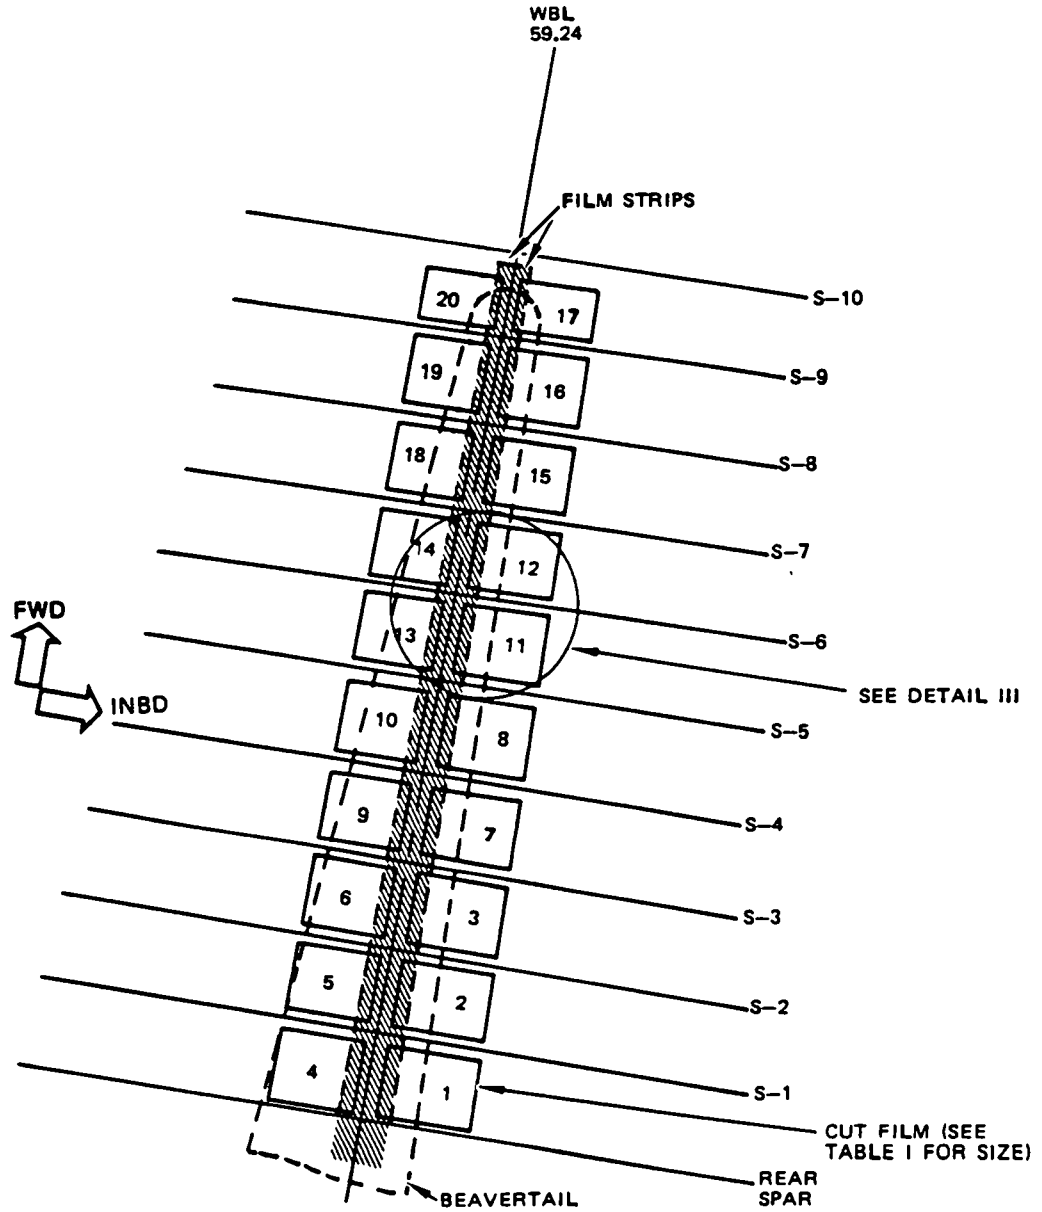 WBL
59.24
FILM STRIPS
S-10
20
17
S-9
19
16
S-8
18
15
S-7
14
12
S-6
FWD
13
11
SEE DETAIL III
INBD
10
8
S-5
9
7
S-4
6
3
S-3
5
2
S-2
4
1
S-1
CUT FILM (SEE
TABLE I FOR SIZE)
REAR
SPAR
BEAVERTAIL